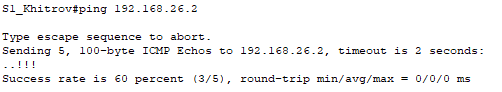 S1_Khitrov#ping 192.168.26.2
Type escape sequence to abort.
Sending 5, 100-byte ICMP Echos to 192.168.26.2, timeout is 2 seconds:
..!!!
Success rate is 60 percent (3/5), round-trip min/avg/max = 0/0/0 ms